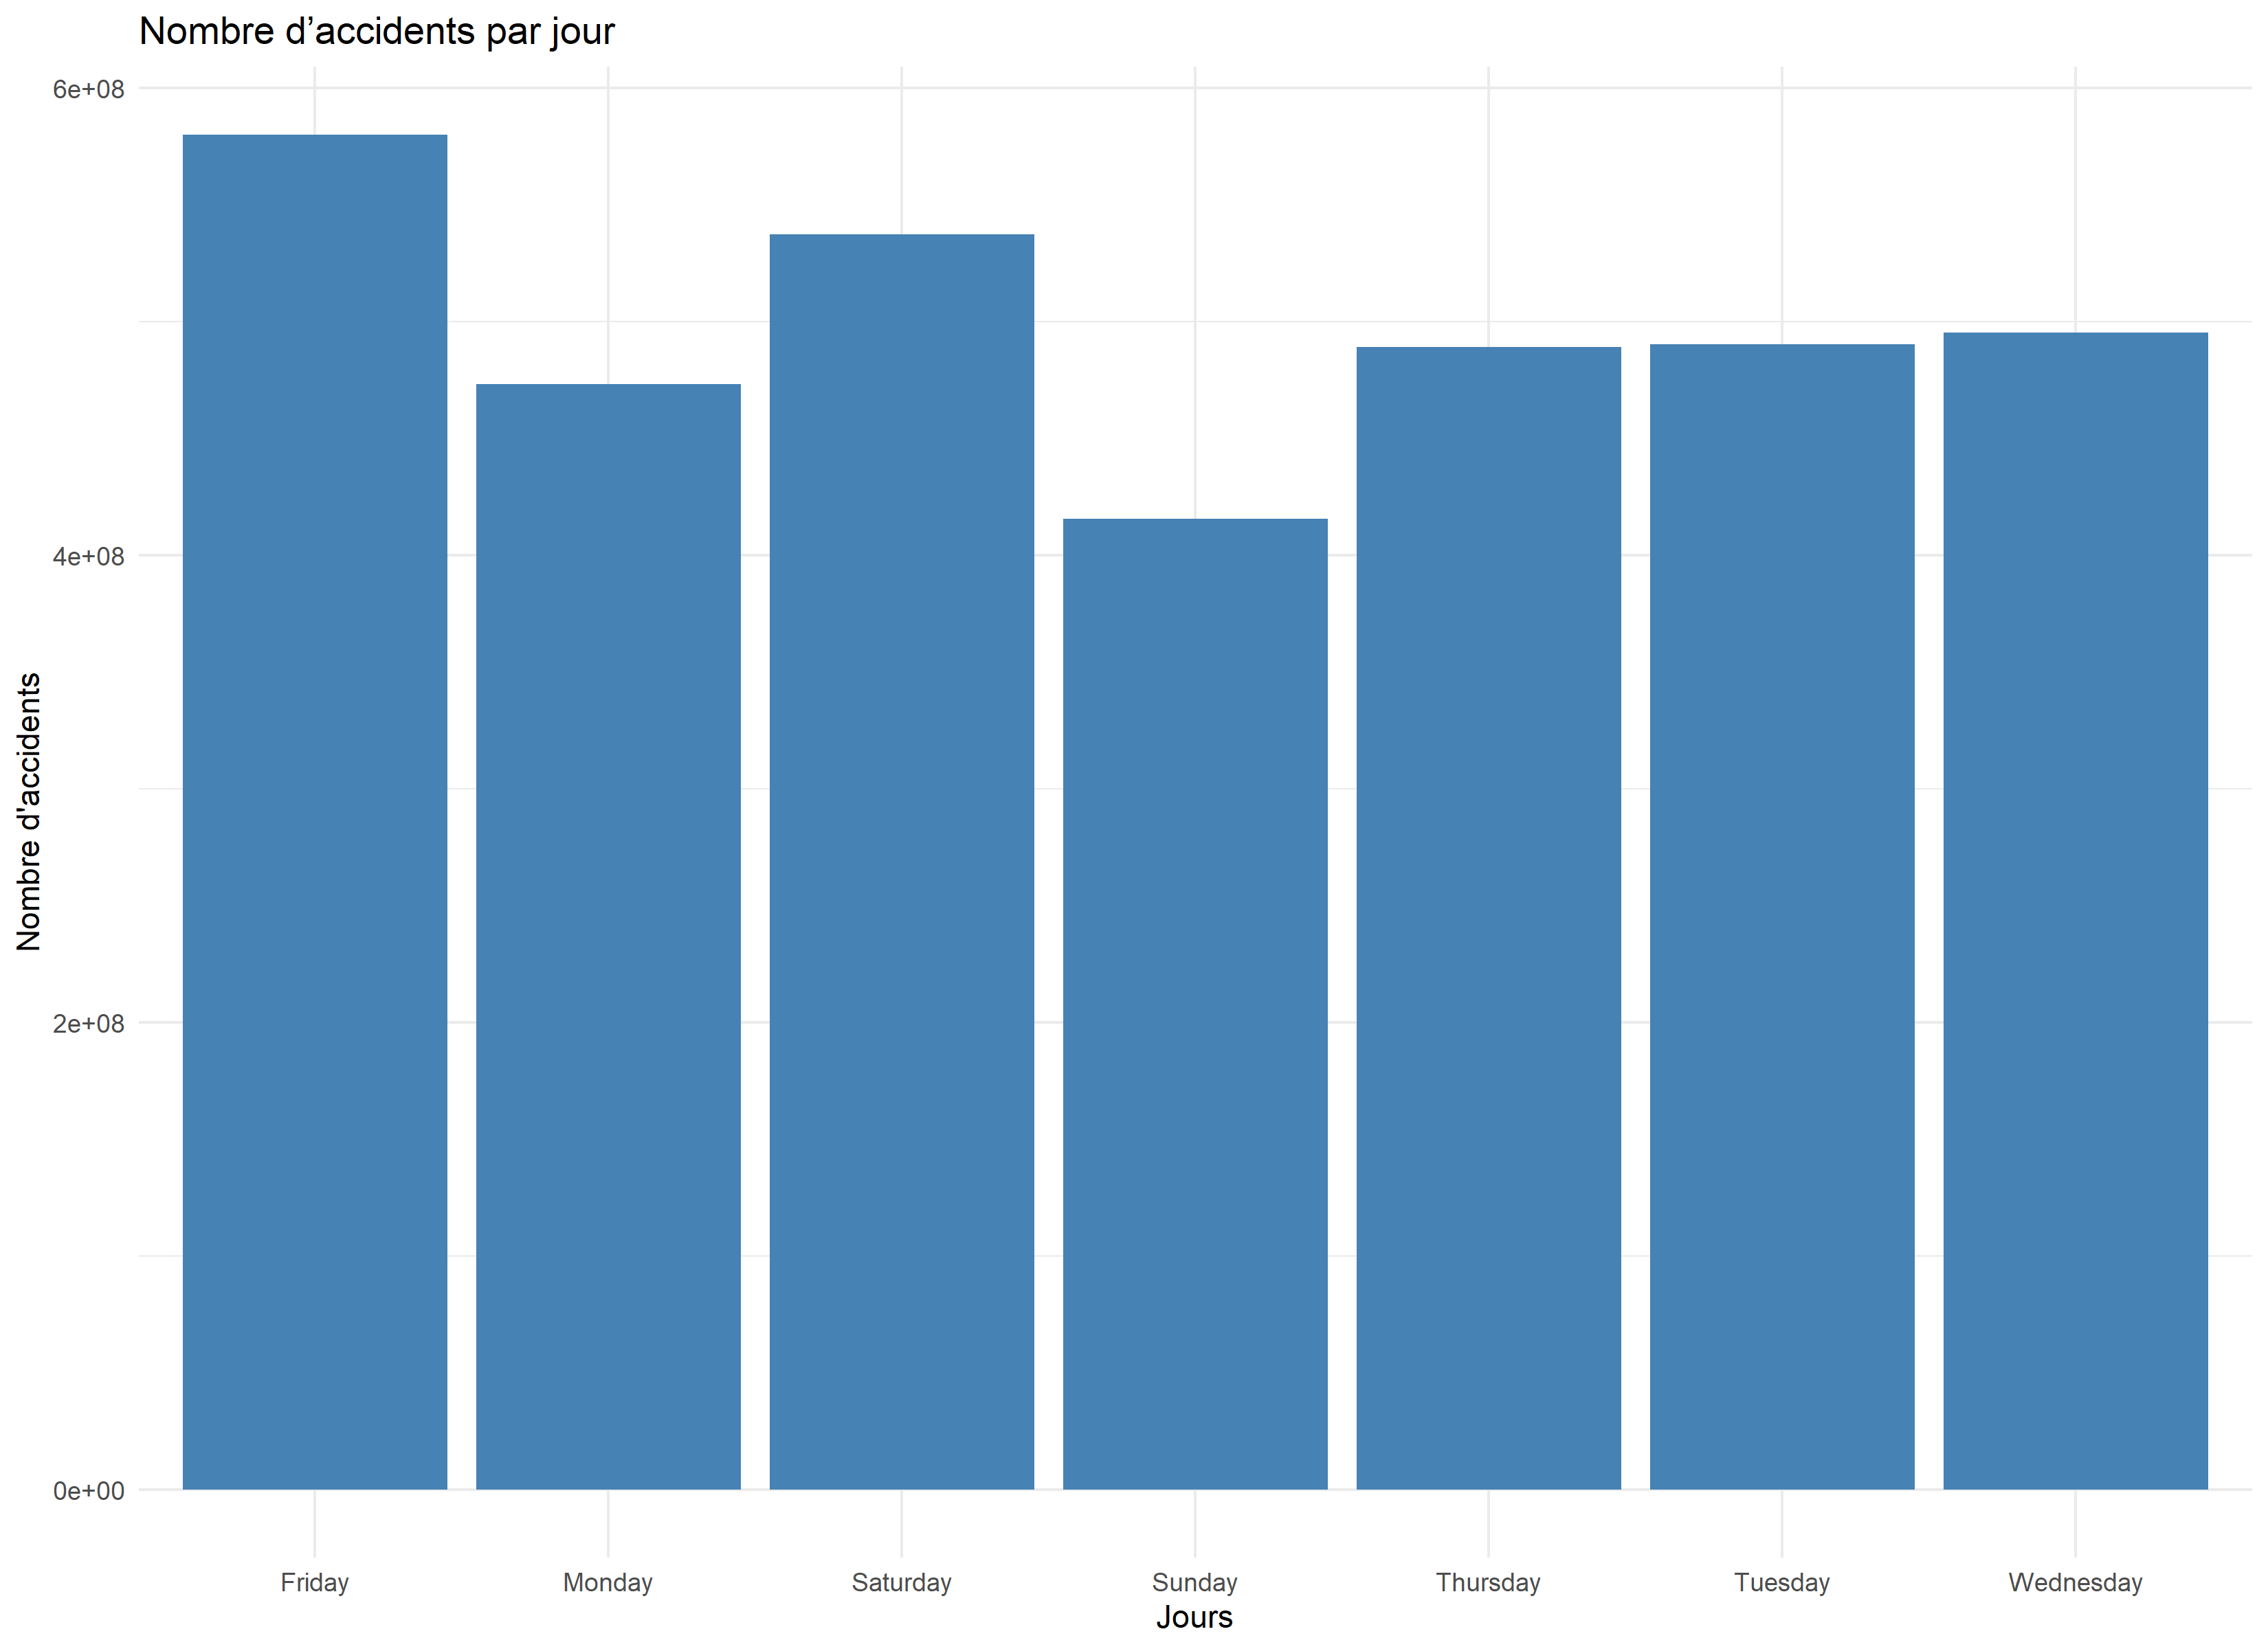 Nombre d’accidents par jour
6e+08
4e+08
2e+08
0e+00
Nombre d'accidents
Friday
Monday
Saturday
Sunday
Thursday
Tuesday
Wednesday
Jours